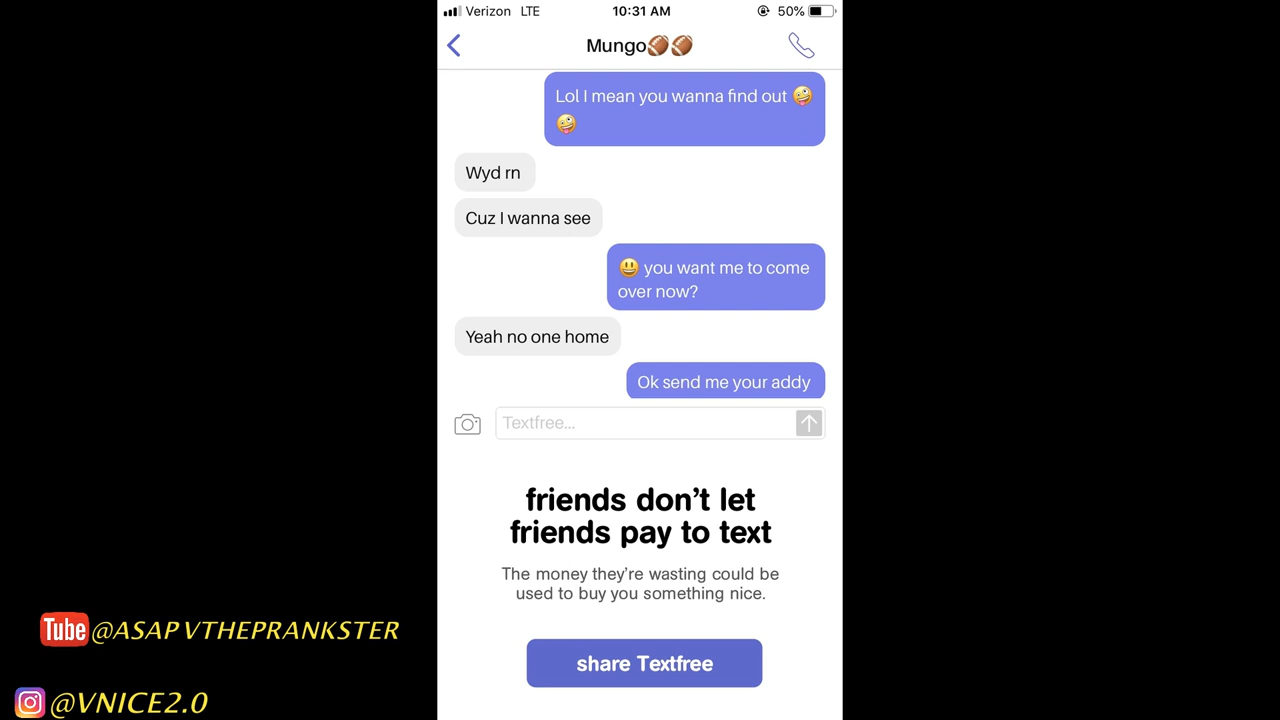 Verizon LTE 10:31 AM 50%
Mungo🏈🏈
Lol I mean you wanna find out 🤪
🤪
Wyd rn
Cuz I wanna see
😃 you want me to come
over now?
Yeah no one home
Ok send me your addy
Textfree...
friends don't let
friends pay to text
The money they're wasting could be
used to buy you something nice.
share Textfree
Tube @ASAP VTHEPRANKSTER
@VNICE2.0